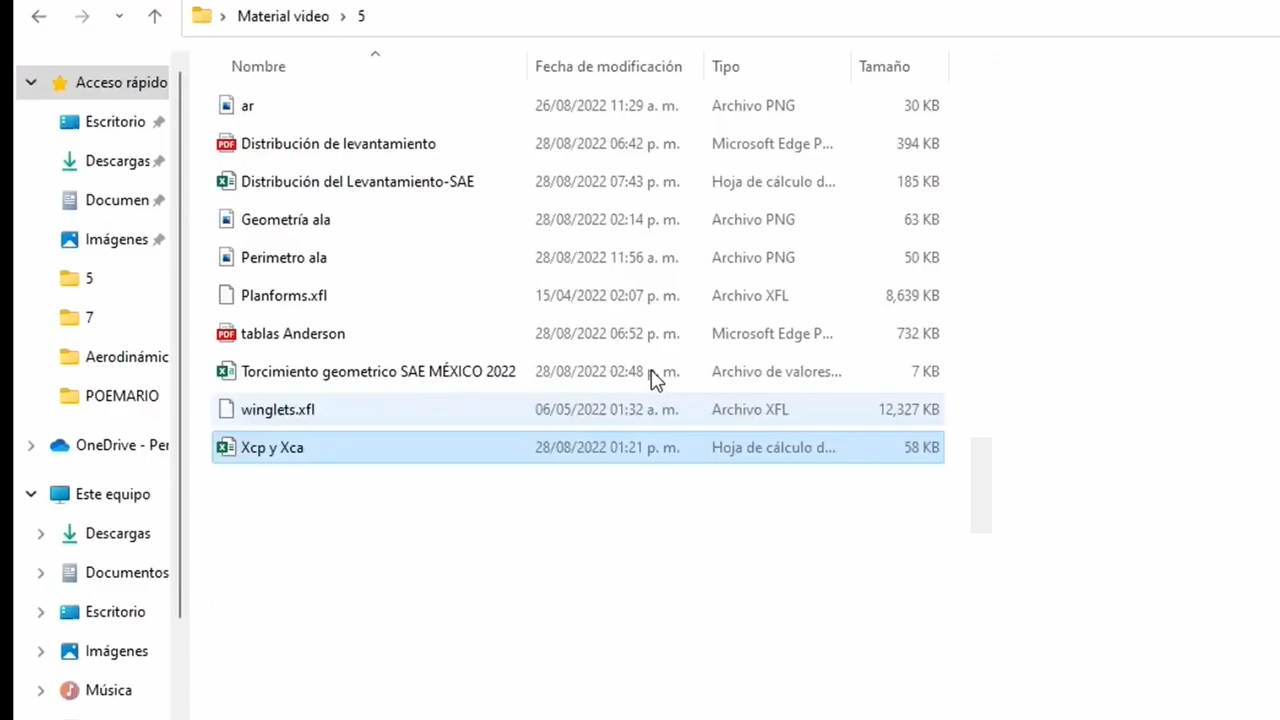 Material video > 5
Nombre Fecha de modificación Tipo Tamaño
Acceso rápido
Escritorio
Descargas
Documen
Imágenes
5
7
Aerodinámic
POEMARIO
OneDrive - Per
Este equipo
Descargas
Documentos
Escritorio
Imágenes
Música
ar 26/08/2022 11:29 a. m. Archivo PNG 30 KB
Distribución de levantamiento 28/08/2022 06:42 p. m. Microsoft Edge P... 394 KB
Distribución del Levantamiento-SAE 28/08/2022 07:43 p. m. Hoja de cálculo d... 185 KB
Geometría ala 28/08/2022 02:14 p. m. Archivo PNG 63 KB
Perimetro ala 28/08/2022 11:56 a. m. Archivo PNG 50 KB
Planforms.xfl 15/04/2022 02:07 p. m. Archivo XFL 8,639 KB
tablas Anderson 28/08/2022 06:52 p. m. Microsoft Edge P... 732 KB
Torcimiento geometrico SAE MÉXICO 2022 28/08/2022 02:48 p. m. Archivo de valores... 7 KB
winglets.xfl 06/05/2022 01:32 a. m. Archivo XFL 12,327 KB
Xcp y Xca 28/08/2022 01:21 p. m. Hoja de cálculo d... 58 KB